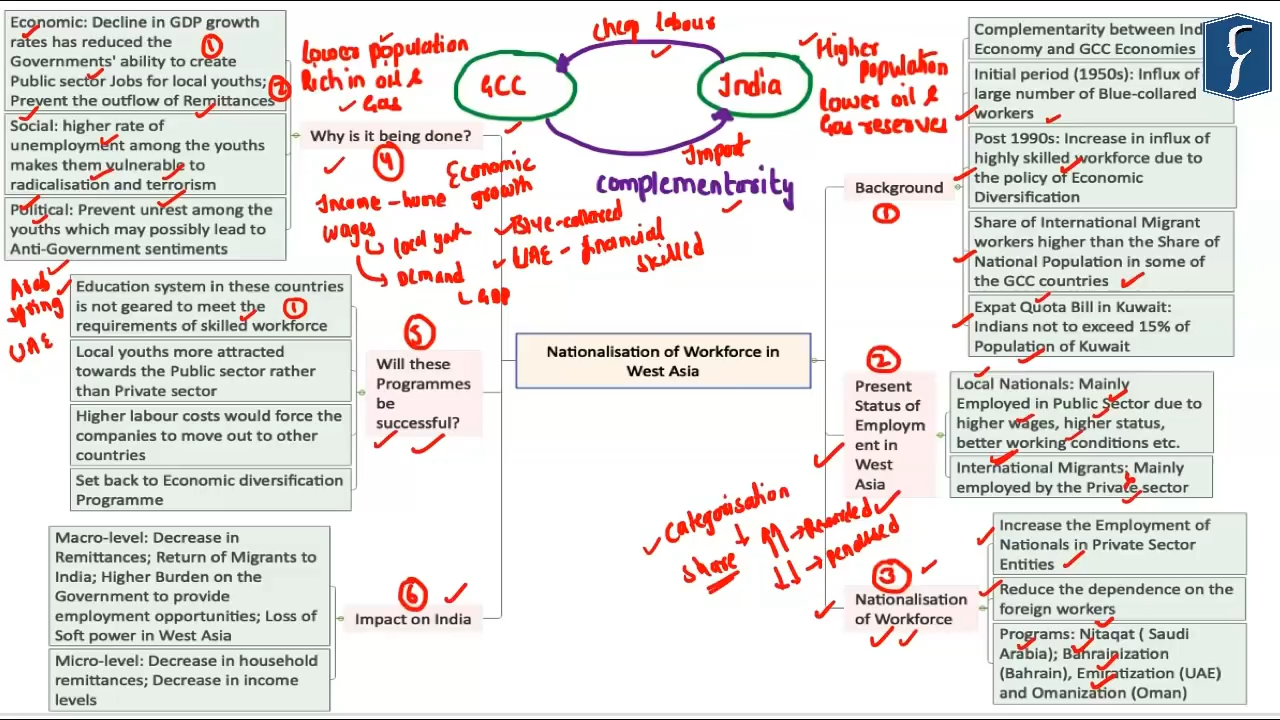 Economic: Decline in GDP growth
rates has reduced the
Governments' ability to create
Public sector Jobs for local youths;
Prevent the outflow of Remittances
①
②
Social: higher rate of
unemployment among the youths
makes them vulnerable to
radicalisation and terrorism
Political: Prevent unrest among the
youths which may possibly lead to
Anti-Government sentiments
Lower population
Rich in oil &
Gas
Why is it being done?
④
GCC
cheap labour
India
Import
complementarity
Higher
population
Lower oil &
Gas reserves
Economic
growth
Income – home
wages
local youth
Demand
GDP
Blue-collared
UAE – financial
skilled
Complementarity between Ind
Economy and GCC Economies
Initial period (1950s): Influx of
large number of Blue-collared
workers
Post 1990s: Increase in influx of
highly skilled workforce due to
the policy of Economic
Diversification
Background
①
Share of International Migrant
workers higher than the Share of
National Population in some of
the GCC countries
Expat Quota Bill in Kuwait:
Indians not to exceed 15% of
Population of Kuwait
Arab
spring
UAE
Education system in these countries
is not geared to meet the
requirements of skilled workforce
①
Local youths more attracted
towards the Public sector rather
than Private sector
Higher labour costs would force the
companies to move out to other
countries
Set back to Economic diversification
Programme
⑤
Will these
Programmes
be
successful?
Nationalisation of Workforce in
West Asia
②
Present
Status of
Employm
ent in
West
Asia
Local Nationals: Mainly
Employed in Public Sector due to
higher wages, higher status,
better working conditions etc.
International Migrants: Mainly
employed by the Private sector
Categorisation
share
↑↑ → Rewarded
↓↓ → penalised
③
Nationalisation
of Workforce
Increase the Employment of
Nationals in Private Sector
Entities
Reduce the dependence on the
foreign workers
Programs: Nitaqat ( Saudi
Arabia); Bahrainization
(Bahrain), Emiratization (UAE)
and Omanization (Oman)
Macro-level: Decrease in
Remittances; Return of Migrants to
India; Higher Burden on the
Government to provide
employment opportunities; Loss of
Soft power in West Asia
Micro-level: Decrease in household
remittances; Decrease in income
levels
⑥
Impact on India